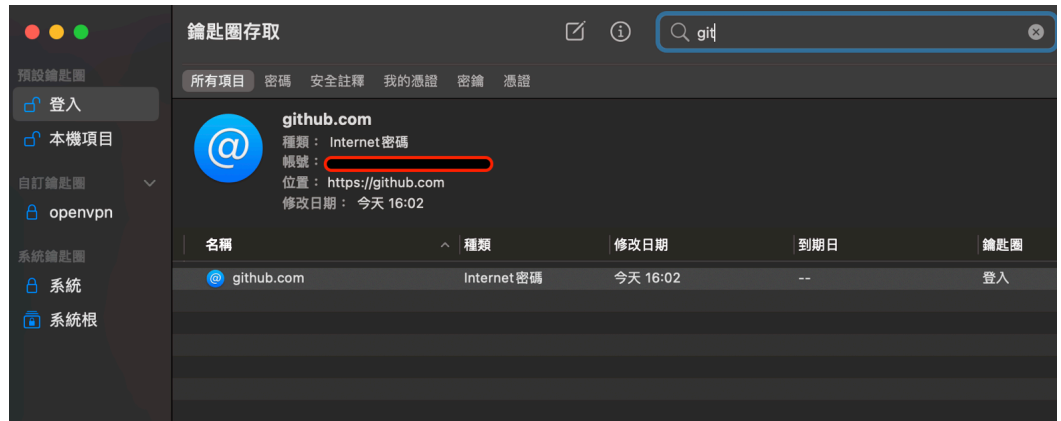 鑰匙圈存取
git
預設鑰匙圈
登入
本機項目
自訂鑰匙圈
openvpn
系統鑰匙圈
系統
系統根
所有項目 密碼 安全註釋 我的憑證 密鑰 憑證
github.com
種類： Internet密碼
帳號：
位置： https://github.com
修改日期： 今天 16:02
名稱 種類 修改日期 到期日 鑰匙圈
github.com Internet密碼 今天 16:02 -- 登入